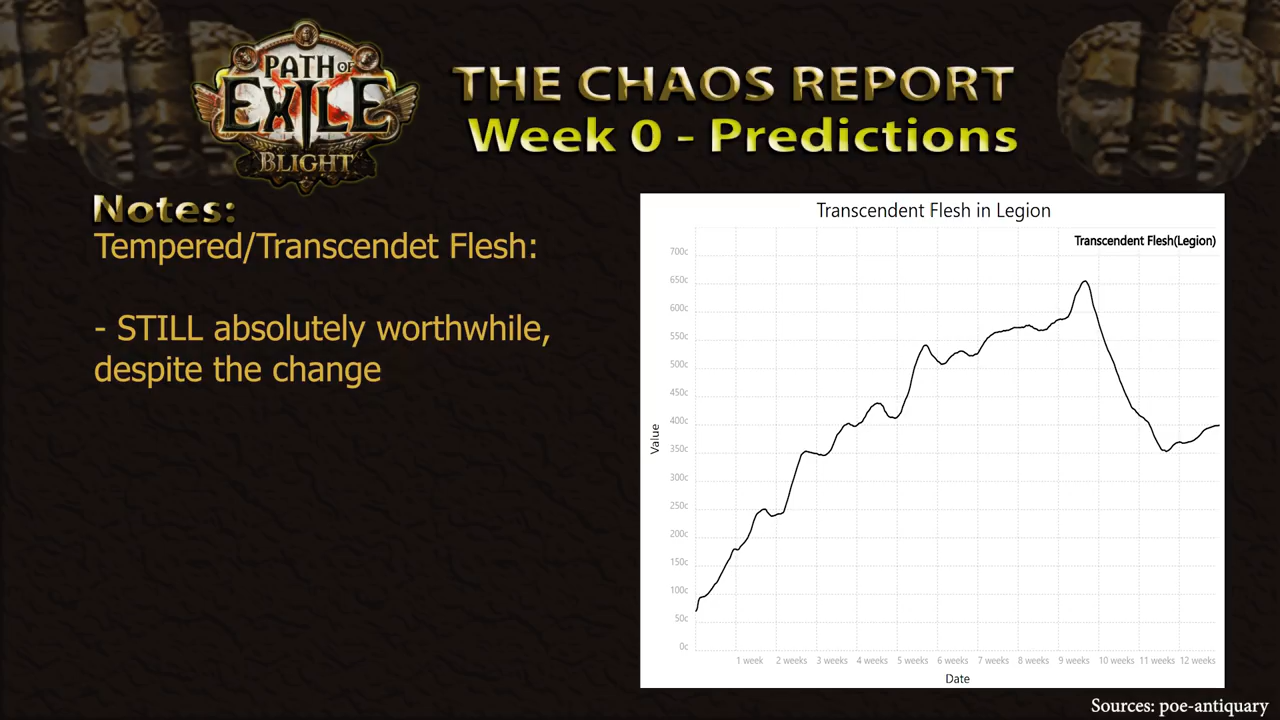 PATH OF
EXILE
BLIGHT
THE CHAOS REPORT
Week 0 - Predictions
Notes:
Tempered/Transcendet Flesh:
- STILL absolutely worthwhile,
despite the change
Transcendent Flesh in Legion
Transcendent Flesh(Legion)
700c
650c
600c
550c
500c
450c
400c
350c
300c
250c
200c
150c
100c
50c
0c
Value
1 week
2 weeks
3 weeks
4 weeks
5 weeks
6 weeks
7 weeks
8 weeks
9 weeks
10 weeks
11 weeks
12 weeks
Date
Sources: poe-antiquary